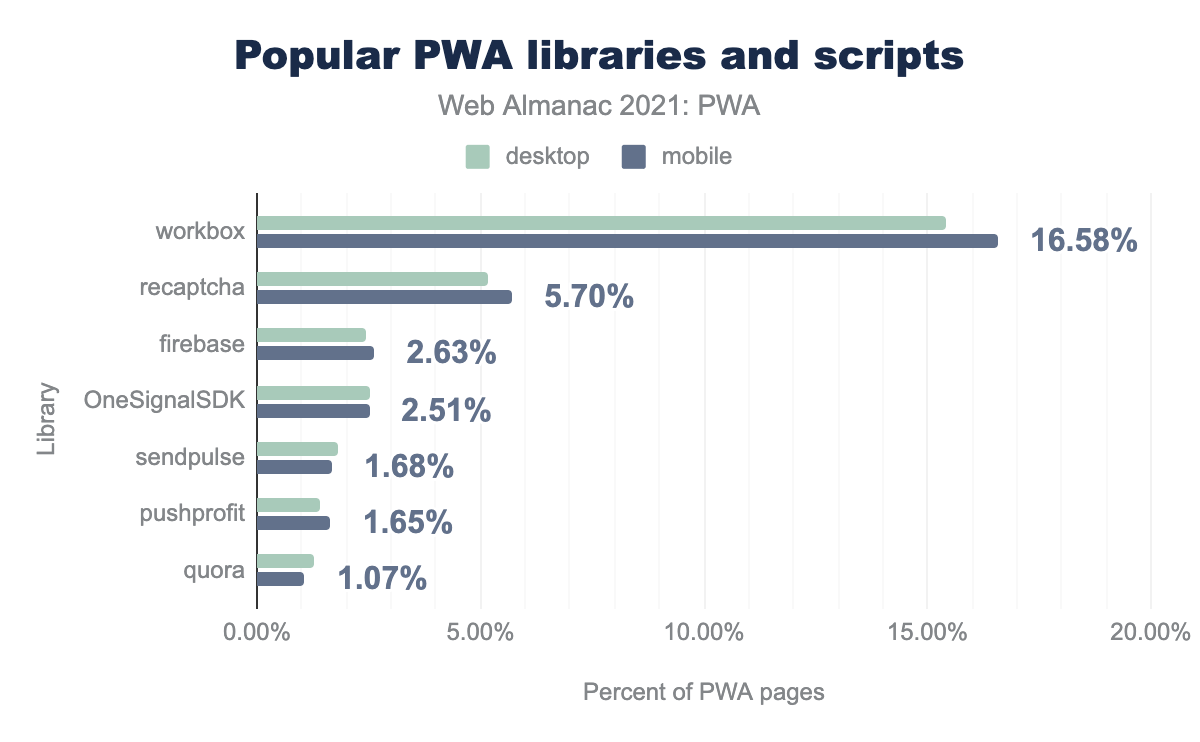 Popular PWA libraries and scripts
Web Almanac 2021: PWA
desktop mobile
workbox 16.58%
recaptcha 5.70%
firebase 2.63%
OneSignalSDK 2.51%
sendpulse 1.68%
pushprofit 1.65%
quora 1.07%
Library
0.00% 5.00% 10.00% 15.00% 20.00%
Percent of PWA pages